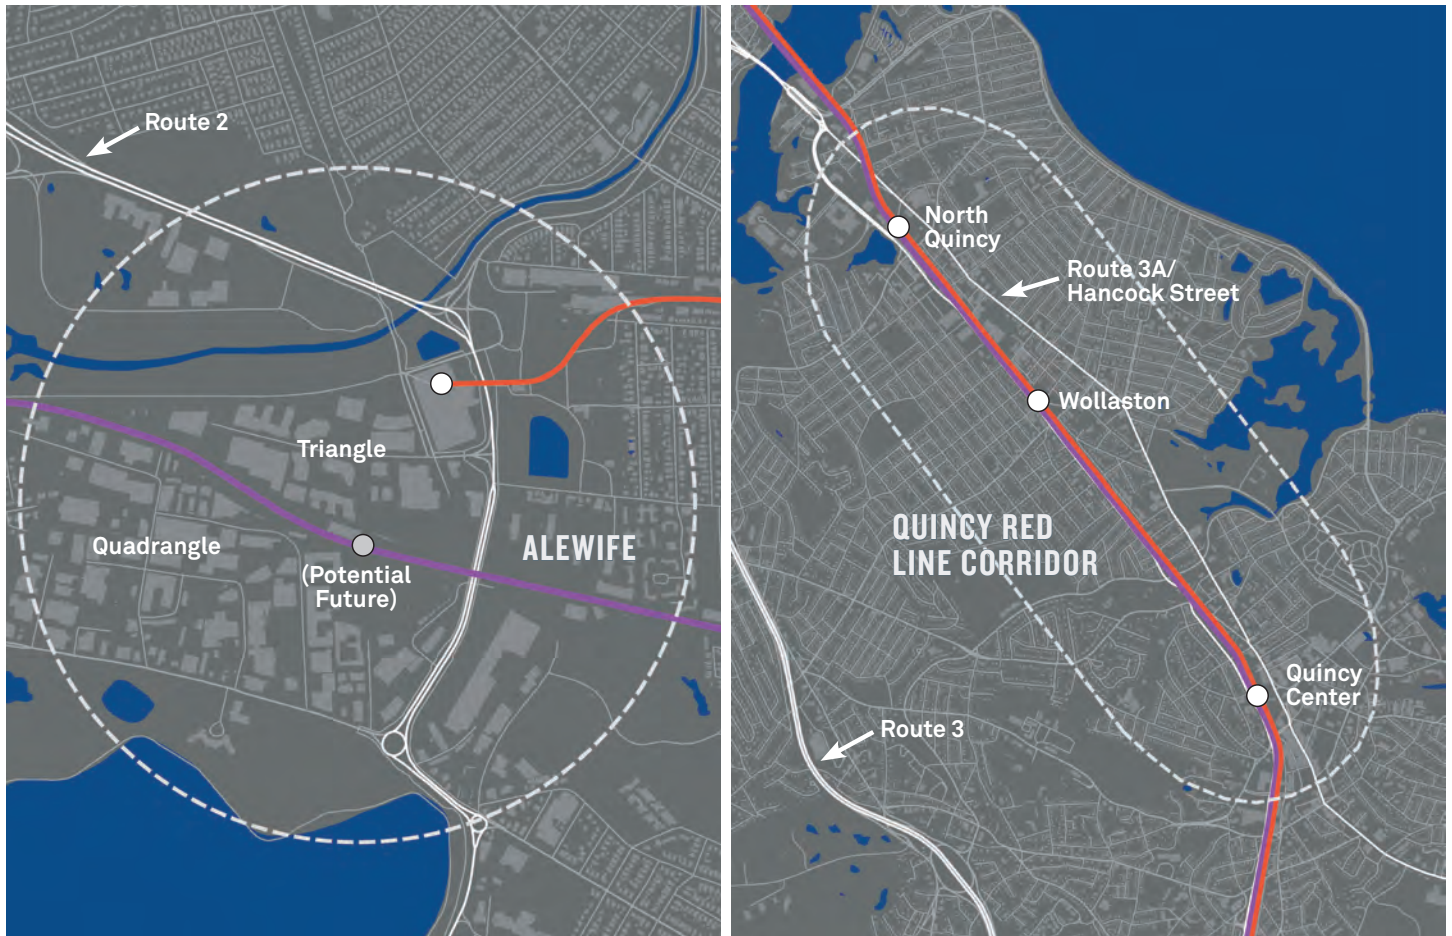 Route 2
Triangle
Quadrangle
ALEWIFE
(Potential
Future)
North
Quincy
Route 3A/
Hancock Street
Wollaston
QUINCY RED
LINE CORRIDOR
Quincy
Center
Route 3